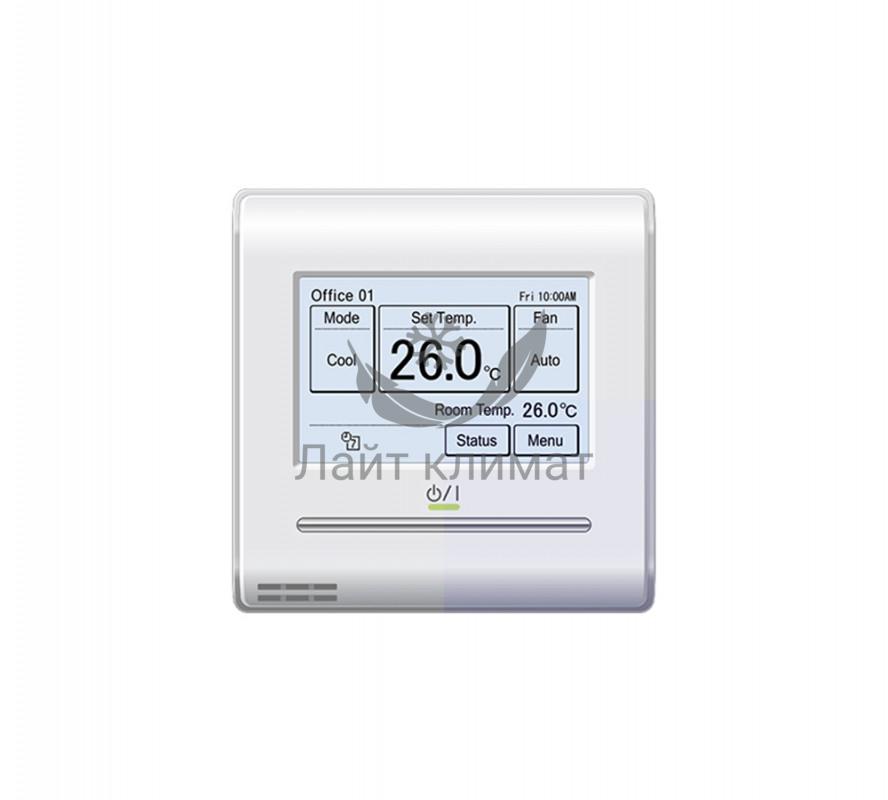 Office 01 Fri 10:00AM
Mode Set Temp. Fan
Cool 26.0°C Auto
Room Temp. 26.0°C
7 Status Menu
Лайт климат
⏻/I